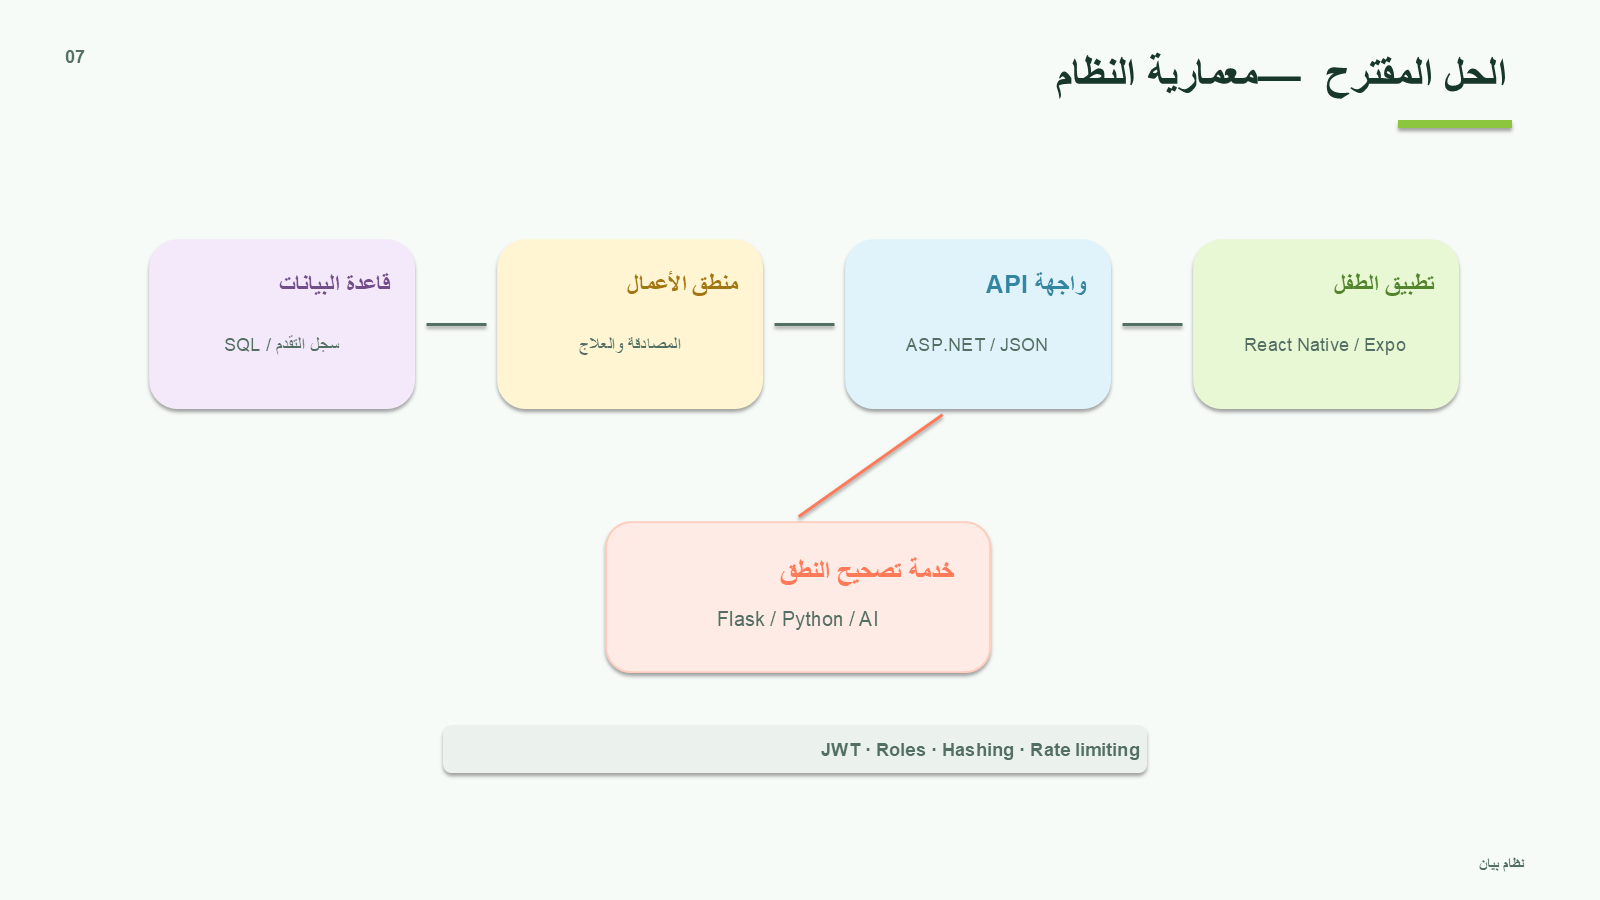 07
الحل المقترح — معمارية النظام
تطبيق الطفل
React Native / Expo
واجهة API
ASP.NET / JSON
منطق الأعمال
المصادقة والعلاج
قاعدة البيانات
SQL / سجل التقدم
خدمة تصحيح النطق
Flask / Python / AI
JWT · Roles · Hashing · Rate limiting
نظام بيان